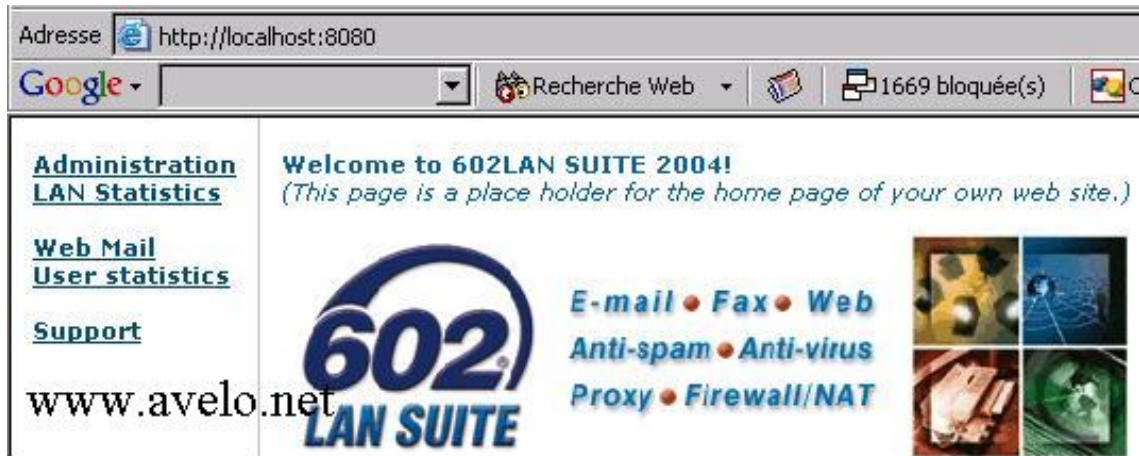 Adresse http://localhost:8080
Google Recherche Web 1669 bloquée(s)
Administration
LAN Statistics
Web Mail
User statistics
Support
www.avelo.net
Welcome to 602LAN SUITE 2004!
(This page is a place holder for the home page of your own web site.)
602
LAN SUITE
E-mail • Fax • Web
Anti-spam • Anti-virus
Proxy • Firewall/NAT